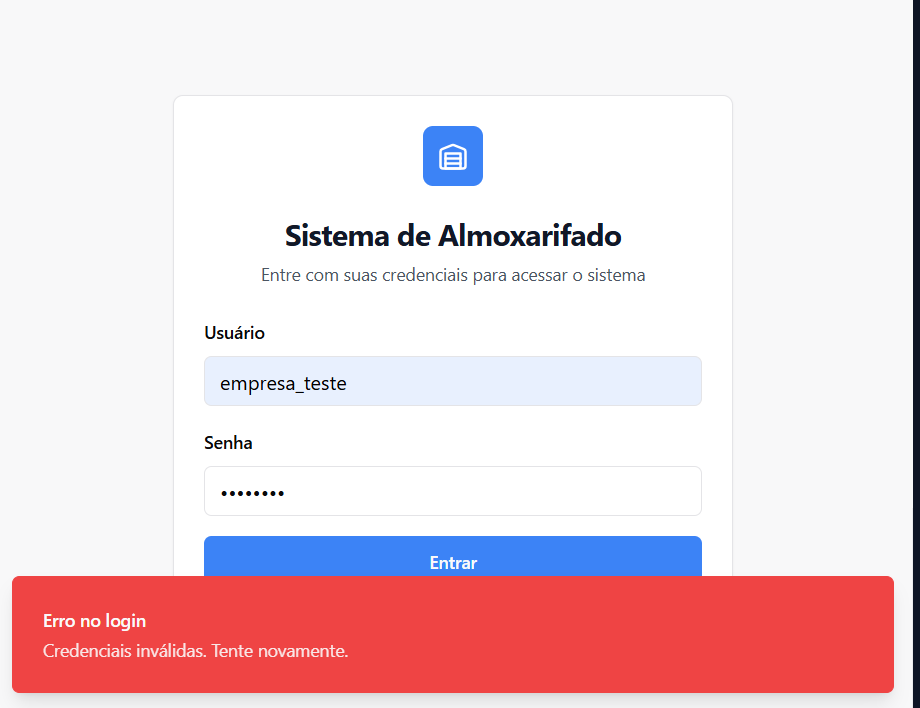 Sistema de Almoxarifado
Entre com suas credenciais para acessar o sistema
Usuário
empresa_teste
Senha
••••••••
Entrar
Erro no login
Credenciais inválidas. Tente novamente.